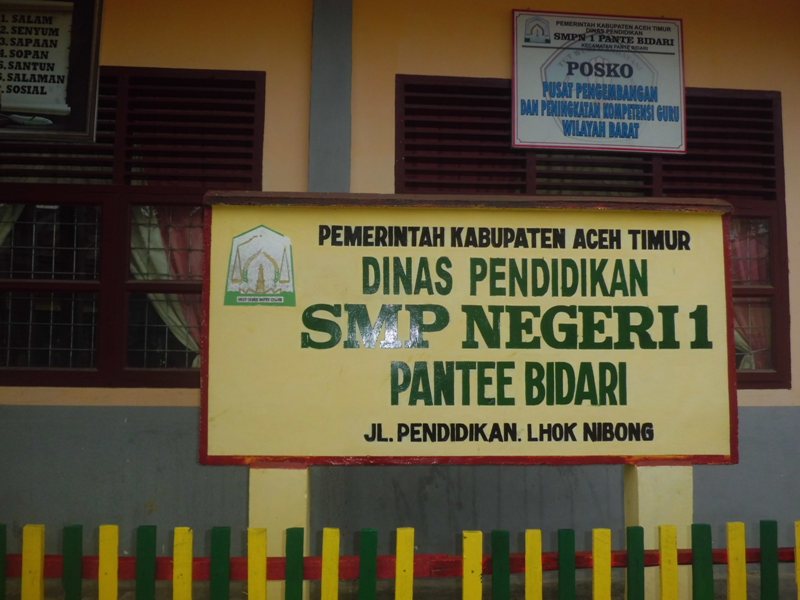 1. SALAM
2. SENYUM
3. SAPAAN
4. SOPAN
5. SANTUN
6. SALAMAN
7. SOSIAL
PEMERINTAH KABUPATEN ACEH TIMUR
DINAS PENDIDIKAN
SMPN 1 PANTE BIDARI
KECAMATAN PANTE BIDARI
POSKO
PUSAT PENGEMBANGAN
DAN PENINGKATAN KOMPETENSI GURU
WILAYAH BARAT
PEMERINTAH KABUPATEN ACEH TIMUR
DINAS PENDIDIKAN
SMP NEGERI 1
PANTEE BIDARI
JL. PENDIDIKAN. LHOK NIBONG